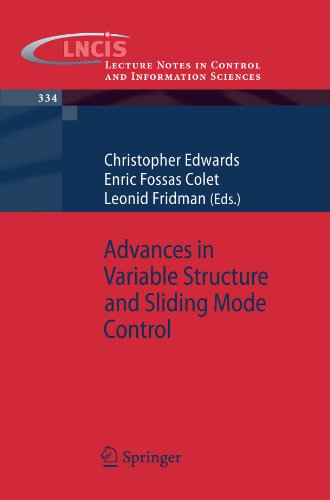 LNCIS
Lecture Notes in Control
and Information Sciences
334
Christopher Edwards
Enric Fossas Colet
Leonid Fridman (Eds.)
Advances in
Variable Structure
and Sliding Mode
Control
Springer